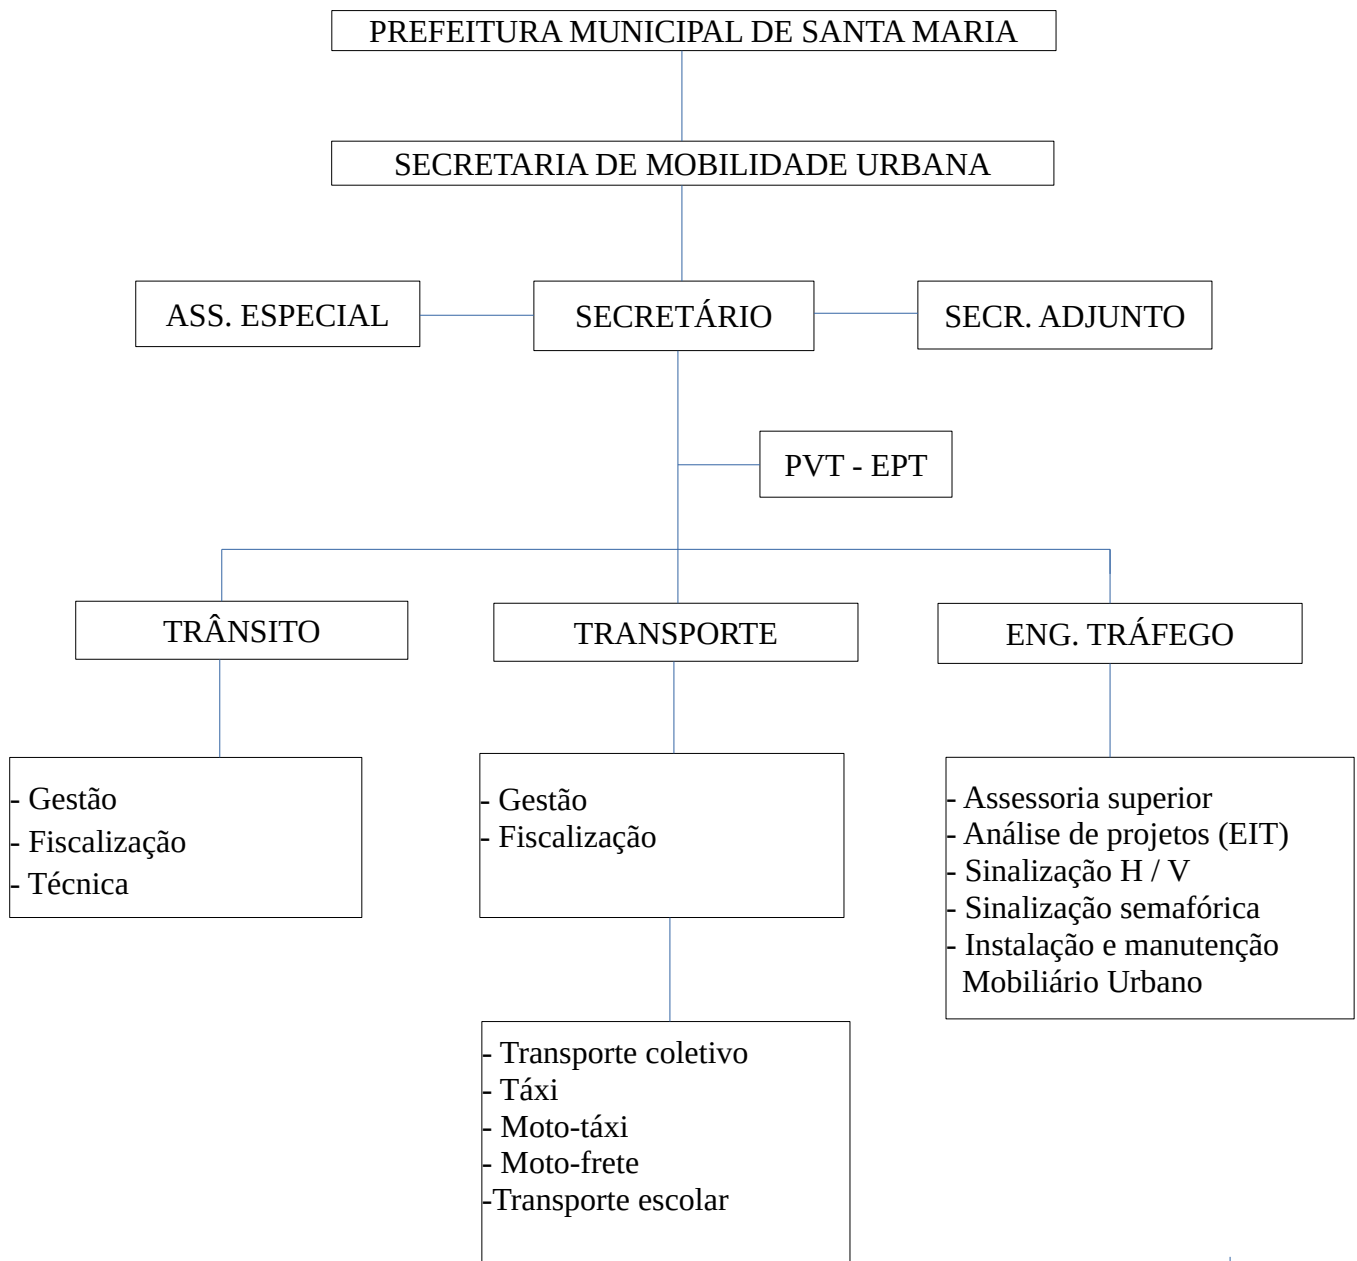 PREFEITURA MUNICIPAL DE SANTA MARIA
SECRETARIA DE MOBILIDADE URBANA
ASS. ESPECIAL
SECRETÁRIO
SECR. ADJUNTO
PVT - EPT
TRÂNSITO
TRANSPORTE
ENG. TRÁFEGO
- Gestão
- Fiscalização
- Técnica
- Gestão
- Fiscalização
- Assessoria superior
- Análise de projetos (EIT)
- Sinalização H / V
- Sinalização semafórica
- Instalação e manutenção
Mobiliário Urbano
- Transporte coletivo
- Táxi
- Moto-táxi
- Moto-frete
-Transporte escolar